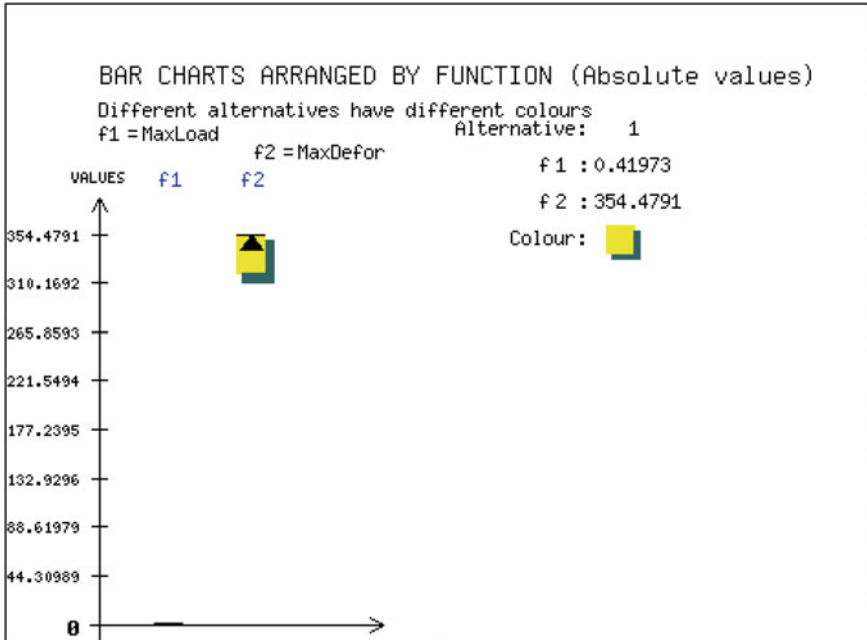 BAR CHARTS ARRANGED BY FUNCTION (Absolute values)
Different alternatives have different colours
f1 =MaxLoad
Alternative: 1
f2 =MaxDefor
f1 :0.41973
VALUES f1 f2
f2 :354.4791
354.4791
Colour:
310.1692
265.8593
221.5494
177.2395
132.9296
88.61979
44.30989
0